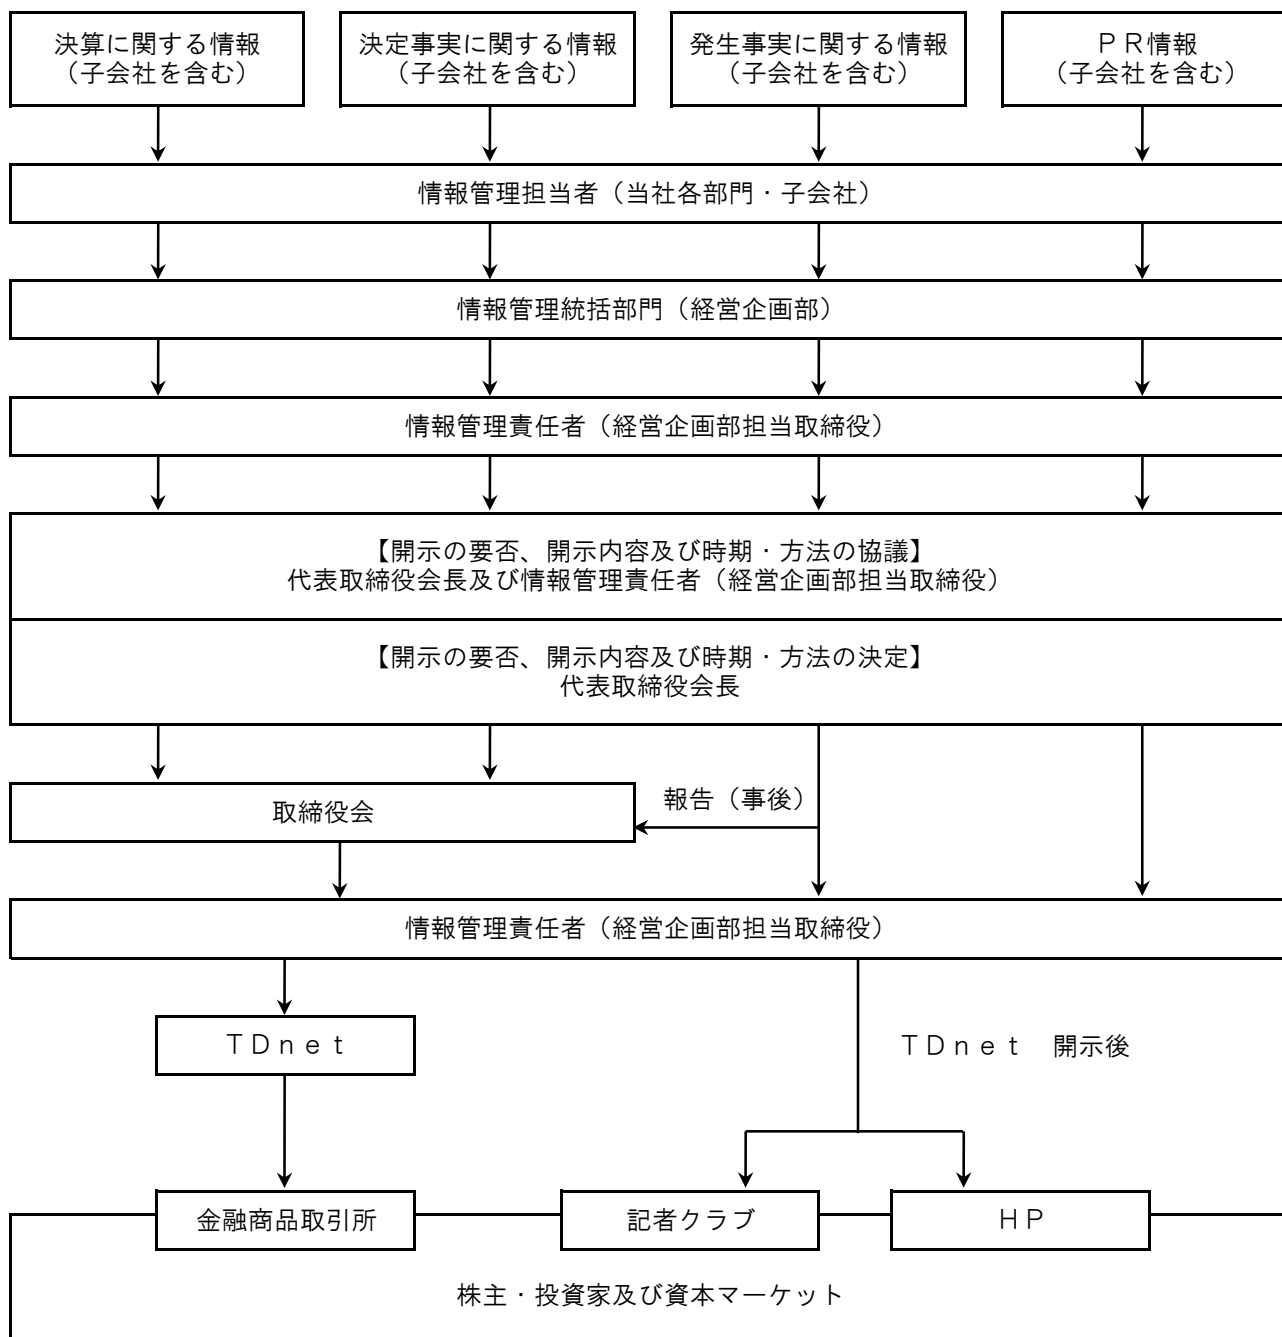 決算に関する情報
（子会社を含む）
決定事実に関する情報
（子会社を含む）
発生事実に関する情報
（子会社を含む）
ＰＲ情報
（子会社を含む）
情報管理担当者（当社各部門・子会社）
情報管理統括部門（経営企画部）
情報管理責任者（経営企画部担当取締役）
【開示の要否、開示内容及び時期・方法の協議】
代表取締役会長及び情報管理責任者（経営企画部担当取締役）
【開示の要否、開示内容及び時期・方法の決定】
代表取締役会長
取締役会
報告（事後）
情報管理責任者（経営企画部担当取締役）
ＴＤｎｅｔ
ＴＤｎｅｔ　開示後
金融商品取引所
記者クラブ
ＨＰ
株主・投資家及び資本マーケット